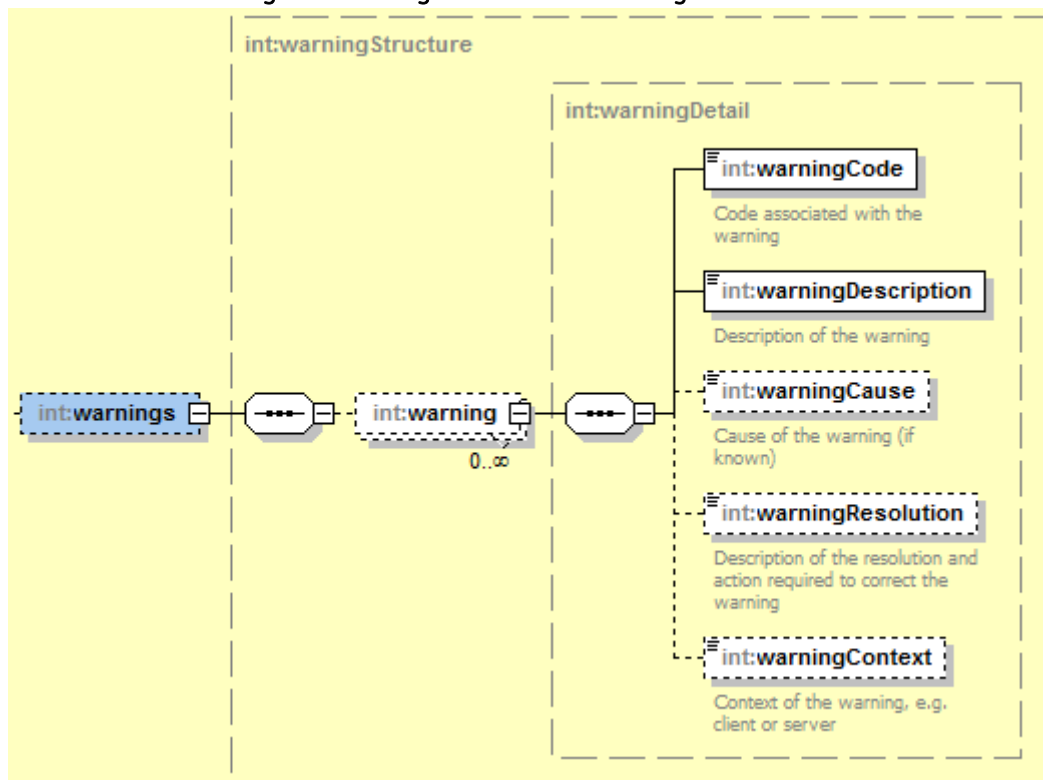 int:warningStructure
int:warningDetail
int:warningCode
Code associated with the
warning
int:warningDescription
Description of the warning
int:warnings
int:warning
0..∞
int:warningCause
Cause of the warning (if
known)
int:warningResolution
Description of the resolution and
action required to correct the
warning
int:warningContext
Context of the warning, e.g.
client or server